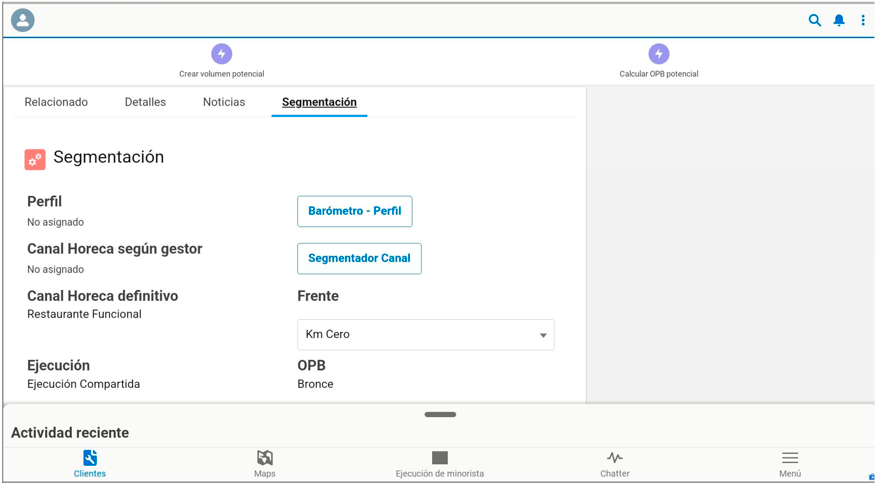 Crear volumen potencial
Calcular OPB potencial
Relacionado
Detalles
Noticias
Segmentación
Segmentación
Perfil
No asignado
Barómetro - Perfil
Canal Horeca según gestor
No asignado
Segmentador Canal
Canal Horeca definitivo
Restaurante Funcional
Frente
Km Cero
Ejecución
Ejecución Compartida
OPB
Bronce
Actividad reciente
Clientes
Maps
Ejecución de minorista
Chatter
Menú